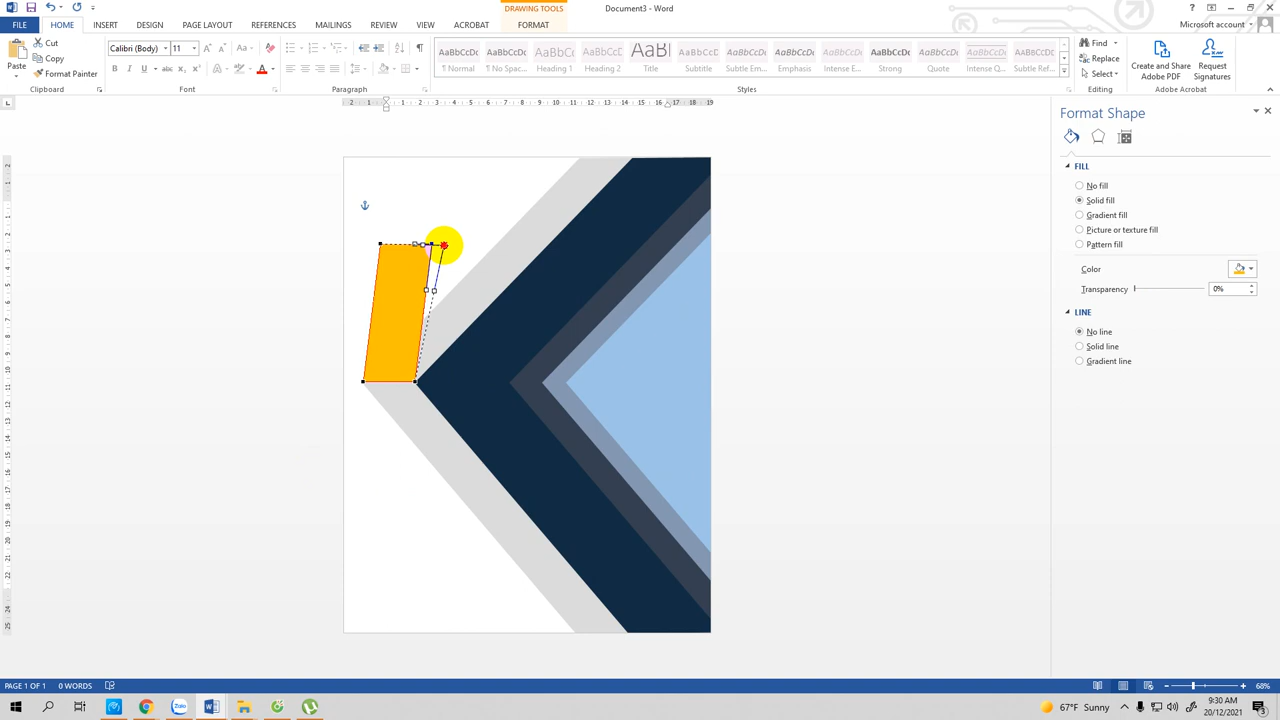 Document3 - Word
DRAWING TOOLS
FILE HOME INSERT DESIGN PAGE LAYOUT REFERENCES MAILINGS REVIEW VIEW ACROBAT FORMAT
Microsoft account
Paste
Cut
Copy
Format Painter
Clipboard
Calibri (Body) 11
Font
Paragraph
AaBbCcDc AaBbCcDc AaBbC AaBbCcD AaBl AaBbCcD AaBbCcDc AaBbCcDc AaBbCcDc AaBbCcDc AaBbCcDc AaBbCcDc AaBbCcDc
¶ Normal ¶ No Spac... Heading 1 Heading 2 Title Subtitle Subtle Em... Emphasis Intense E... Strong Quote Intense Q... Subtle Ref...
Styles
Find
Replace
Select
Editing
Create and Share Adobe PDF
Request Signatures
Adobe Acrobat
Format Shape
FILL
No fill
Solid fill
Gradient fill
Picture or texture fill
Pattern fill
Color
Transparency 0%
LINE
No line
Solid line
Gradient line
PAGE 1 OF 1 0 WORDS
68%
67°F Sunny
9:30 AM
20/12/2021